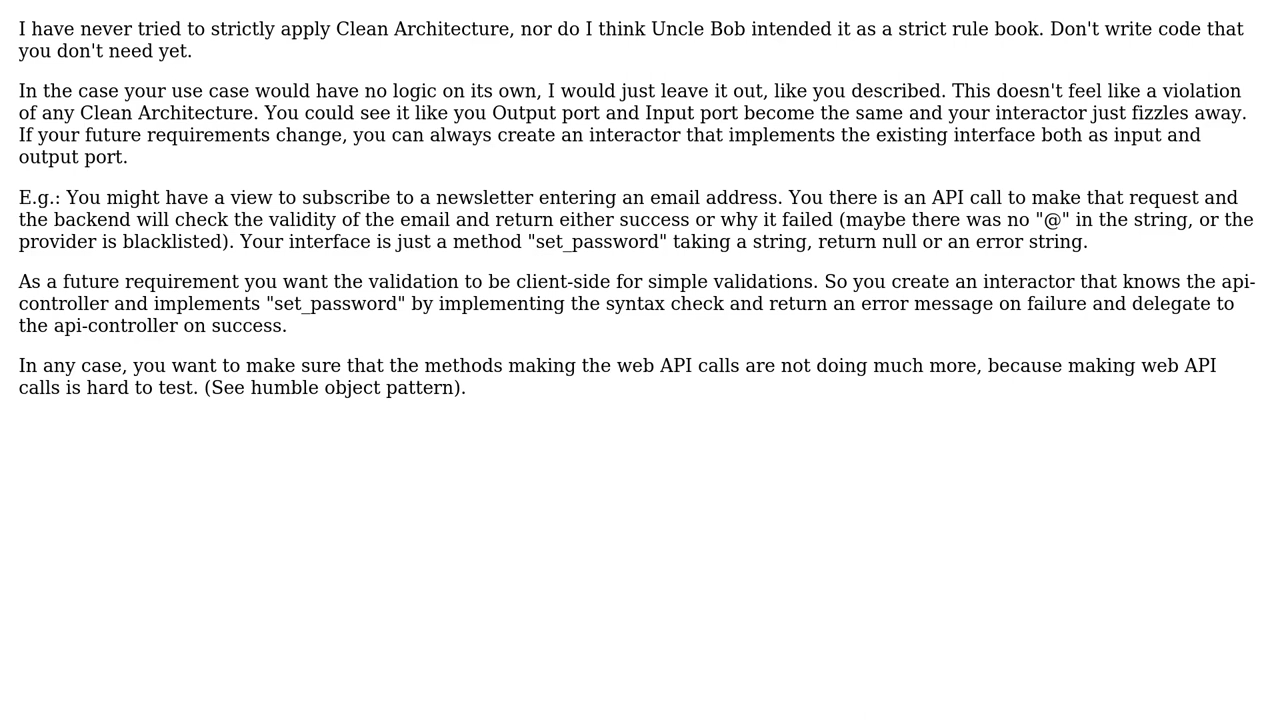 I have never tried to strictly apply Clean Architecture, nor do I think Uncle Bob intended it as a strict rule book. Don't write code that
you don't need yet.
In the case your use case would have no logic on its own, I would just leave it out, like you described. This doesn't feel like a violation
of any Clean Architecture. You could see it like you Output port and Input port become the same and your interactor just fizzles away.
If your future requirements change, you can always create an interactor that implements the existing interface both as input and
output port.
E.g.: You might have a view to subscribe to a newsletter entering an email address. You there is an API call to make that request and
the backend will check the validity of the email and return either success or why it failed (maybe there was no "@" in the string, or the
provider is blacklisted). Your interface is just a method "set_password" taking a string, return null or an error string.
As a future requirement you want the validation to be client-side for simple validations. So you create an interactor that knows the api-
controller and implements "set_password" by implementing the syntax check and return an error message on failure and delegate to
the api-controller on success.
In any case, you want to make sure that the methods making the web API calls are not doing much more, because making web API
calls is hard to test. (See humble object pattern).